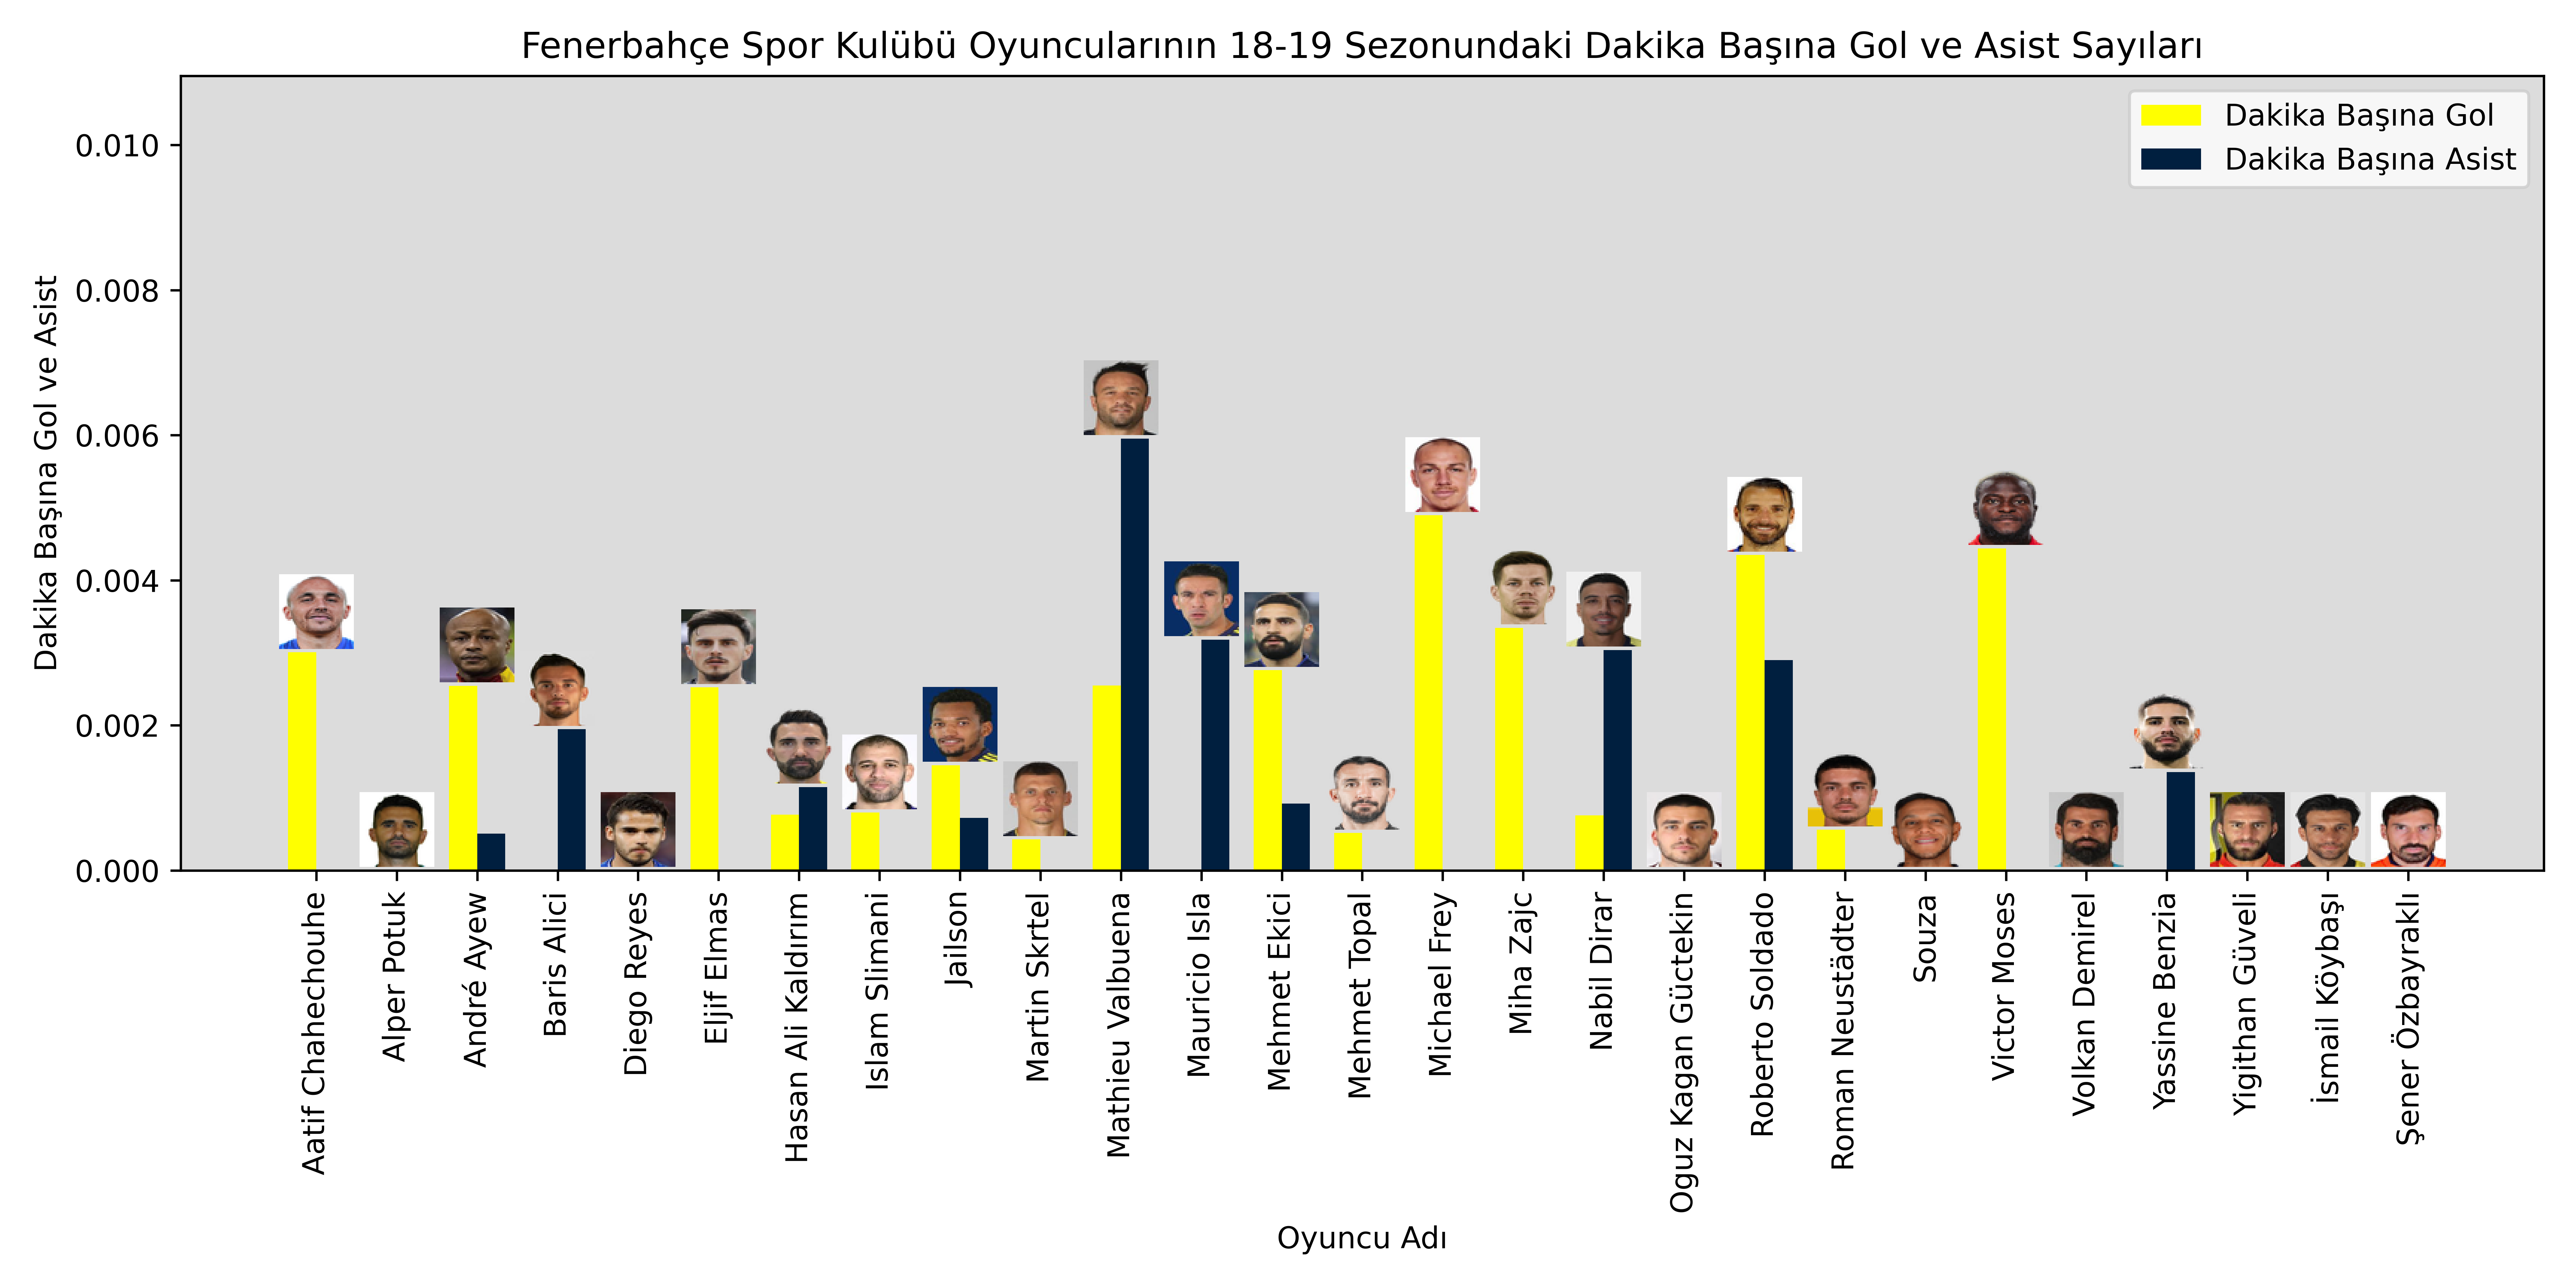 Fenerbahçe Spor Kulübü Oyuncularının 18-19 Sezonundaki Dakika Başına Gol ve Asist Sayıları
Dakika Başına Gol
Dakika Başına Asist
Dakika Başına Gol ve Asist
0.010
0.008
0.006
0.004
0.002
0.000
Aatif Chahechouhe
Alper Potuk
André Ayew
Baris Alici
Diego Reyes
Eljif Elmas
Hasan Ali Kaldırım
Islam Slimani
Jailson
Martin Skrtel
Mathieu Valbuena
Mauricio Isla
Mehmet Ekici
Mehmet Topal
Michael Frey
Miha Zajc
Nabil Dirar
Oguz Kagan Güctekin
Roberto Soldado
Roman Neustädter
Souza
Victor Moses
Volkan Demirel
Yassine Benzia
Yigithan Güveli
İsmail Köybaşı
Şener Özbayraklı
Oyuncu Adı